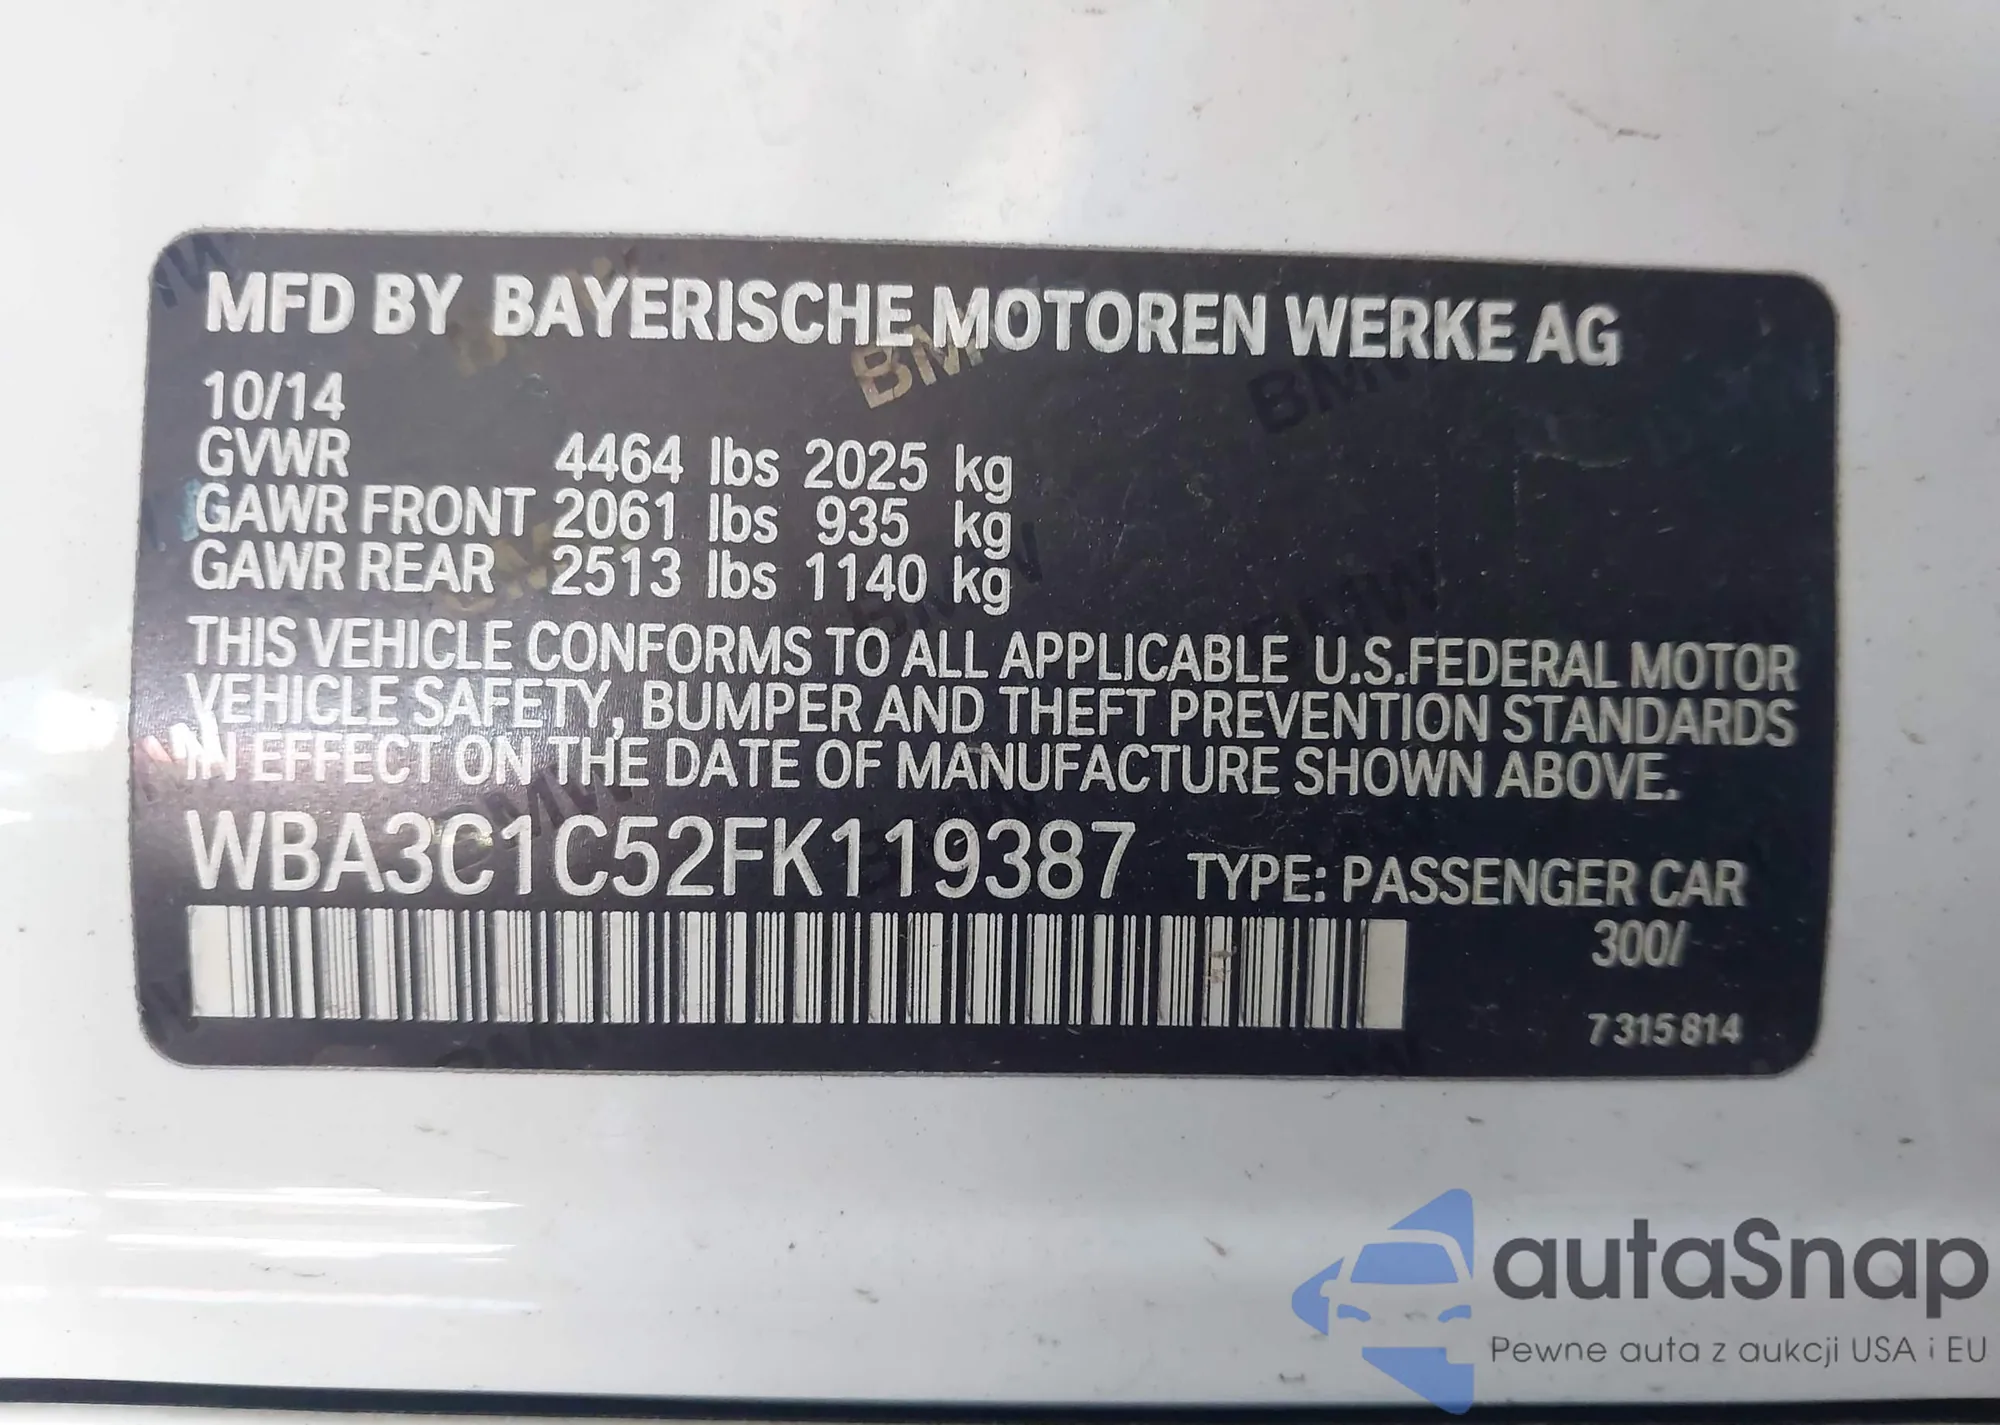 MFD BY BAYERISCHE MOTOREN WERKE AG
10/14
GVWR 4464 lbs 2025 kg
GAWR FRONT 2061 lbs 935 kg
GAWR REAR 2513 lbs 1140 kg
THIS VEHICLE CONFORMS TO ALL APPLICABLE U.S.FEDERAL MOTOR
VEHICLE SAFETY, BUMPER AND THEFT PREVENTION STANDARDS
IN EFFECT ON THE DATE OF MANUFACTURE SHOWN ABOVE.
WBA3C1C52FK119387 TYPE: PASSENGER CAR
300/
7315814
autaSnap
Pewne auta z aukcji USA i EU